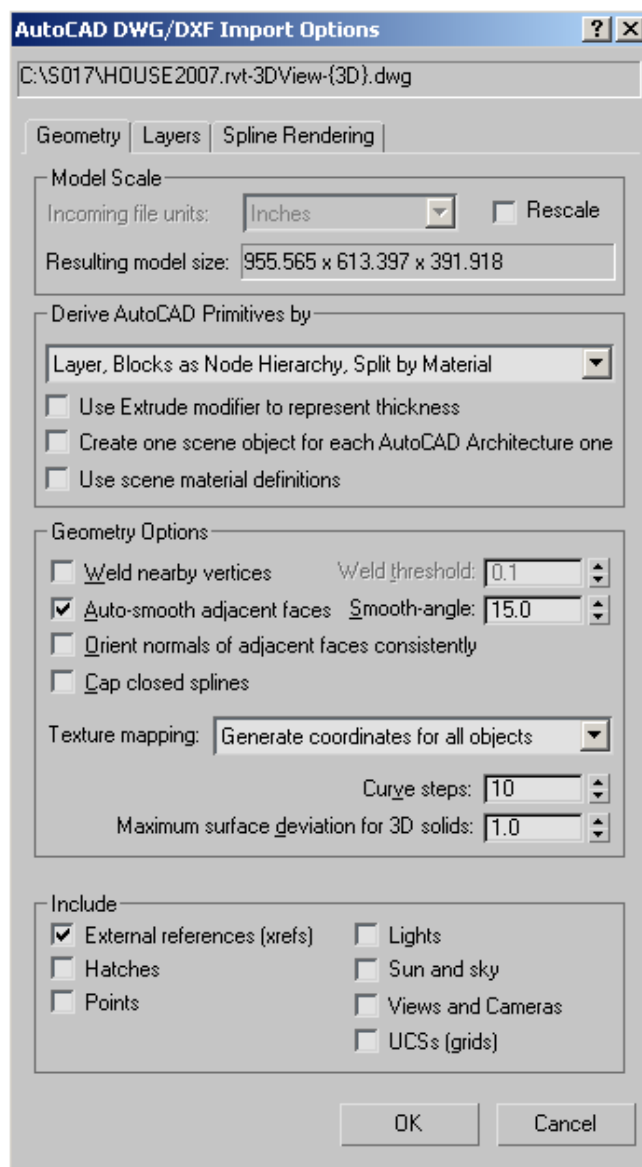 AutoCAD DWG/DXF Import Options
C:\S017\HOUSE2007.rvt-3DView-{3D}.dwg
Geometry Layers Spline Rendering
Model Scale
Incoming file units: Inches Rescale
Resulting model size: 955.565 x 613.397 x 391.918
Derive AutoCAD Primitives by
Layer, Blocks as Node Hierarchy, Split by Material
Use Extrude modifier to represent thickness
Create one scene object for each AutoCAD Architecture one
Use scene material definitions
Geometry Options
Weld nearby vertices Weld threshold: 0.1
Auto-smooth adjacent faces Smooth-angle: 15.0
Orient normals of adjacent faces consistently
Cap closed splines
Texture mapping: Generate coordinates for all objects
Curve steps: 10
Maximum surface deviation for 3D solids: 1.0
Include
External references (xrefs) Lights
Hatches Sun and sky
Points Views and Cameras
UCSs (grids)
OK Cancel